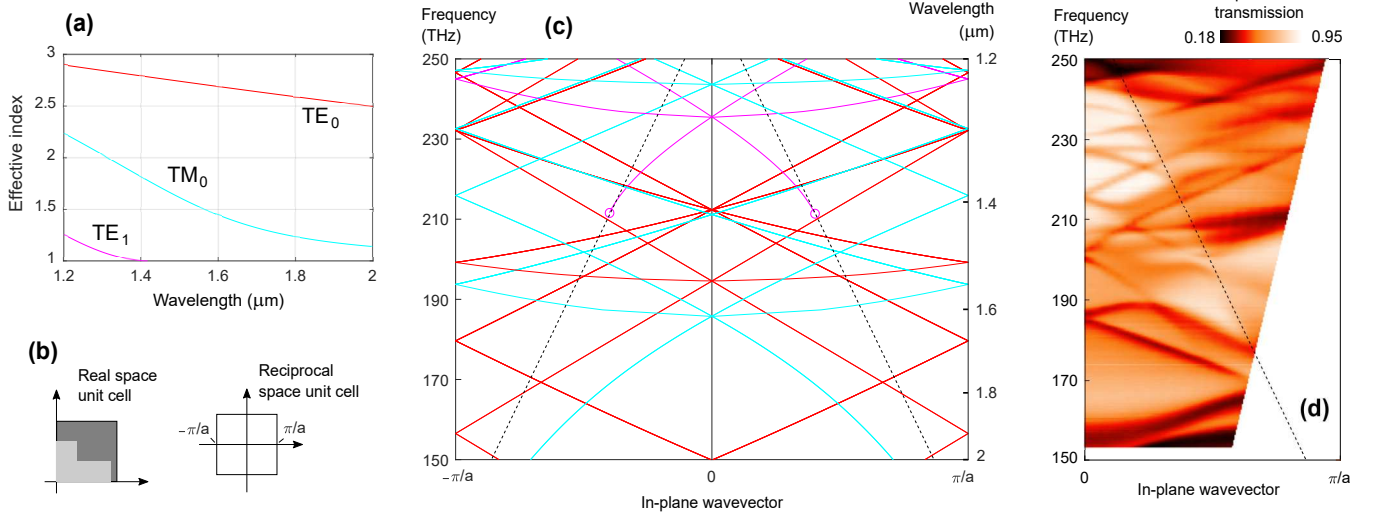 (a)
3
2.5
2
1.5
1
Effective index
TE0
TM0
TE1
1.2
1.4
1.6
1.8
2
Wavelength (μm)
(b)
Real space
unit cell
Reciprocal
space unit cell
−π/a
π/a
Frequency
(THz)
(c)
Wavelength
(μm)
250
230
210
190
170
150
1.2
1.4
1.6
1.8
2
−π/a
0
π/a
In-plane wavevector
Frequency
(THz)
transmission
0.18
0.95
250
230
210
190
170
150
(d)
0
π/a
In-plane wavevector